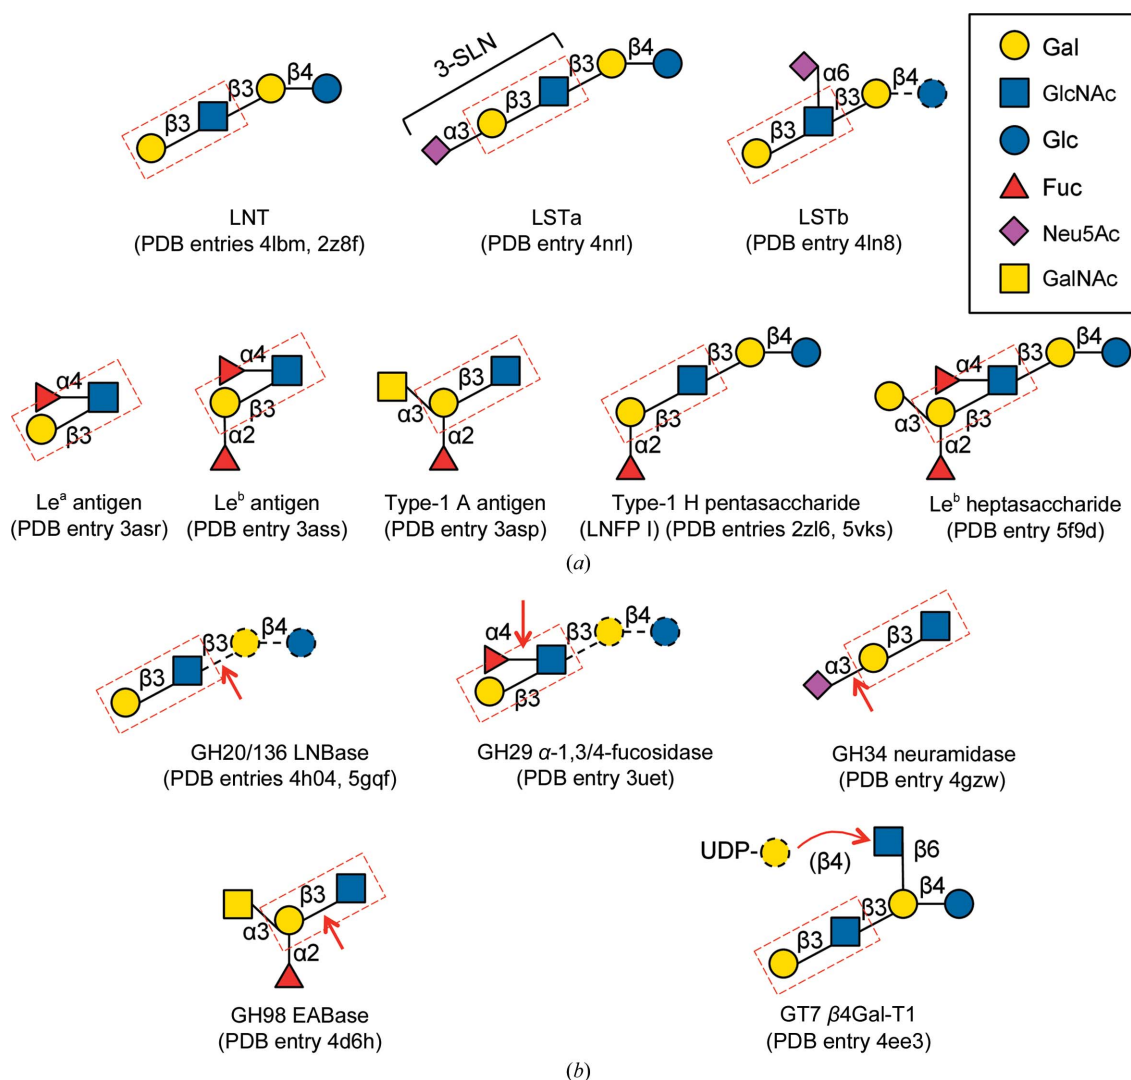 3-SLN
β3 β3 β4
α3 β3 β3 β4
β3 α6 β3 β4
LNT
(PDB entries 4lbm, 2z8f)
LSTa
(PDB entry 4nrl)
LSTb
(PDB entry 4ln8)
Gal
GlcNAc
Glc
Fuc
Neu5Ac
GalNAc
α4 β3
α4 β3 α2
α3 β3 α2
α2 β3 β3 β4
α3 α4 β3 α2 β3 β4
Leᵃ antigen
(PDB entry 3asr)
Leᵇ antigen
(PDB entry 3ass)
Type-1 A antigen
(PDB entry 3asp)
Type-1 H pentasaccharide
(LNFP I) (PDB entries 2zl6, 5vks)
Leᵇ heptasaccharide
(PDB entry 5f9d)
(a)
β3 β3 β4
α4 β3 β3 β4
α3 β3
GH20/136 LNBase
(PDB entries 4h04, 5gqf)
GH29 α-1,3/4-fucosidase
(PDB entry 3uet)
GH34 neuramidase
(PDB entry 4gzw)
α3 β3 α2
UDP- (β4) β6
β3 β3 β4
GH98 EABase
(PDB entry 4d6h)
GT7 β4Gal-T1
(PDB entry 4ee3)
(b)